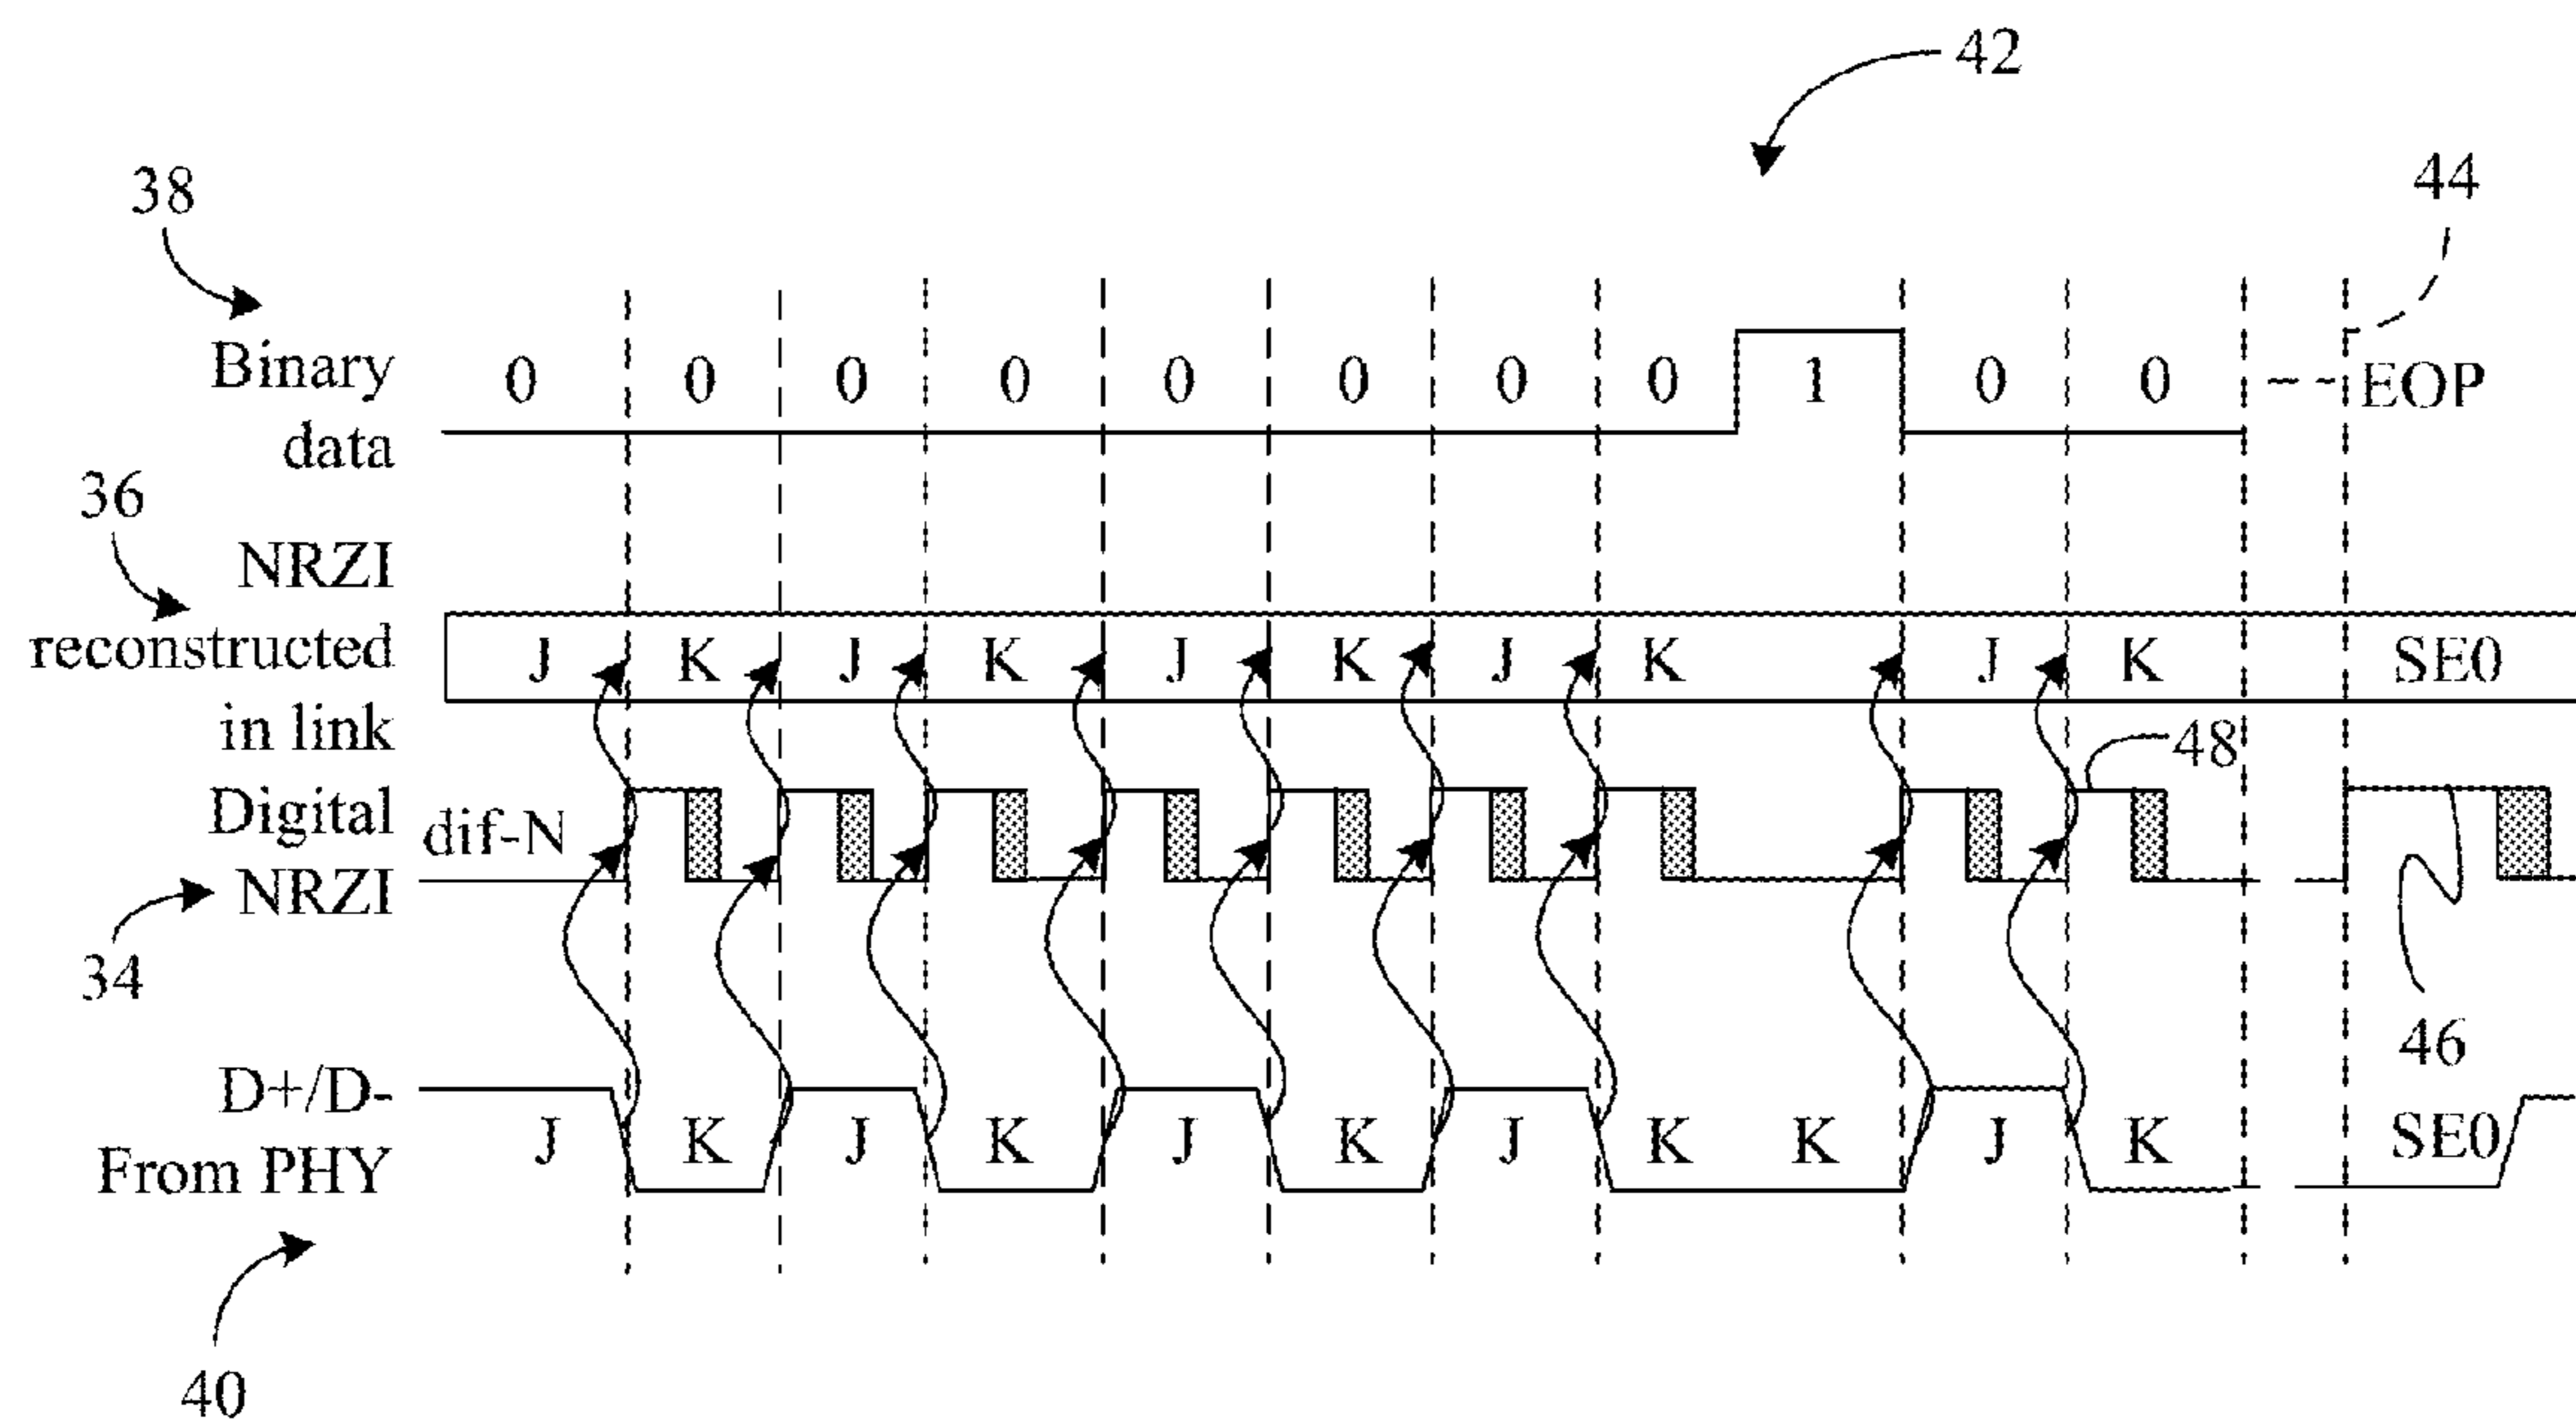 42
38
44
Binary data
0 0 0 0 0 0 0 0 1 0 0 EOP
36
NRZI reconstructed in link
J K J K J K J K J K SE0
48
Digital NRZI
dif-N
34
46
D+/D- From PHY
J K J K J K J K K J K SE0
40